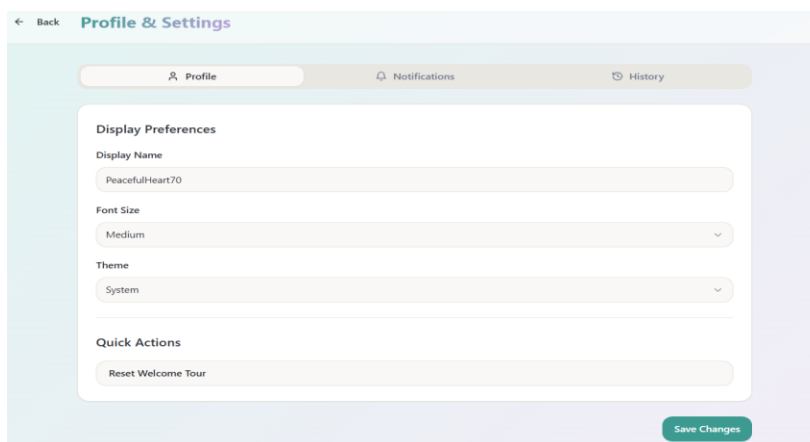 Back
Profile & Settings
Profile
Notifications
History
Display Preferences
Display Name
PeacefulHeart70
Font Size
Medium
Theme
System
Quick Actions
Reset Welcome Tour
Save Changes